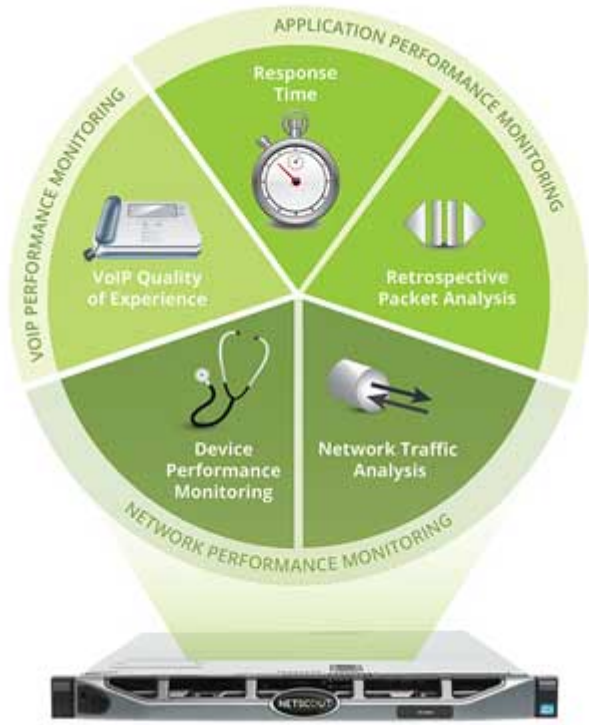 APPLICATION PERFORMANCE MONITORING
Response
Time
VOIP PERFORMANCE MONITORING
VoIP Quality
of Experience
Retrospective
Packet Analysis
Device
Performance
Monitoring
Network Traffic
Analysis
NETWORK PERFORMANCE MONITORING
NETSCOUT